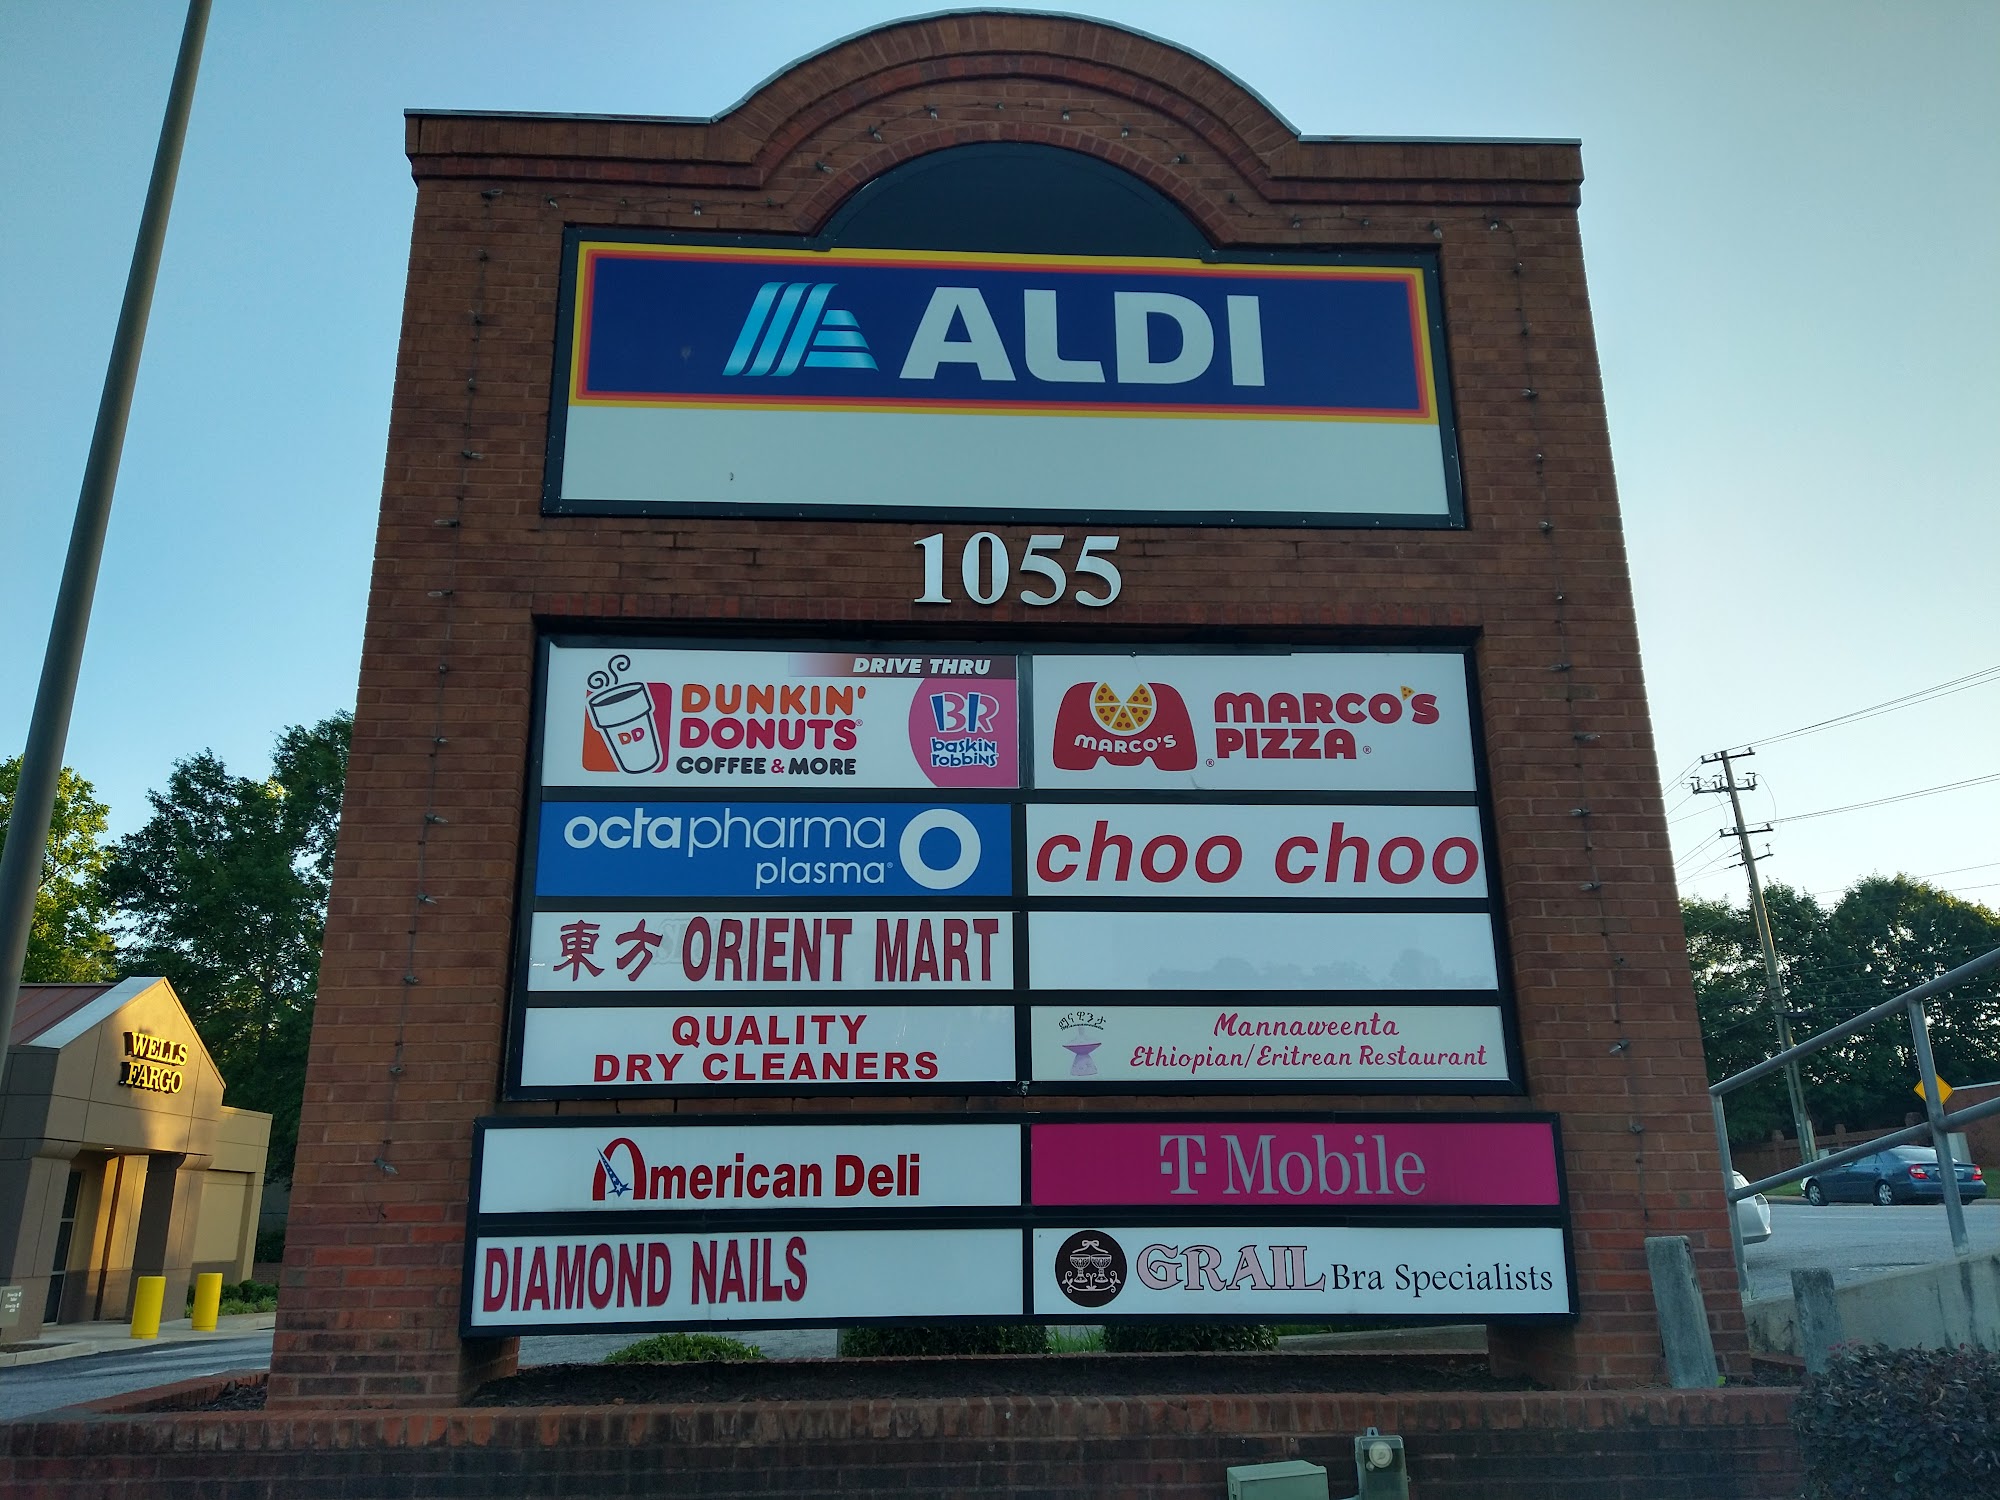 ALDI
1055
DRIVE THRU
DUNKIN'
DONUTS®
COFFEE & MORE
DD
BR
baskin
robbins
MARCO'S
®
MARCO'S
PIZZA®
octapharma
plasma®
choo choo
東方 ORIENT MART
QUALITY
DRY CLEANERS
Mannaweenta
Ethiopian/Eritrean Restaurant
American Deli
T Mobile
DIAMOND NAILS
GRAIL Bra Specialists
WELLS
FARGO